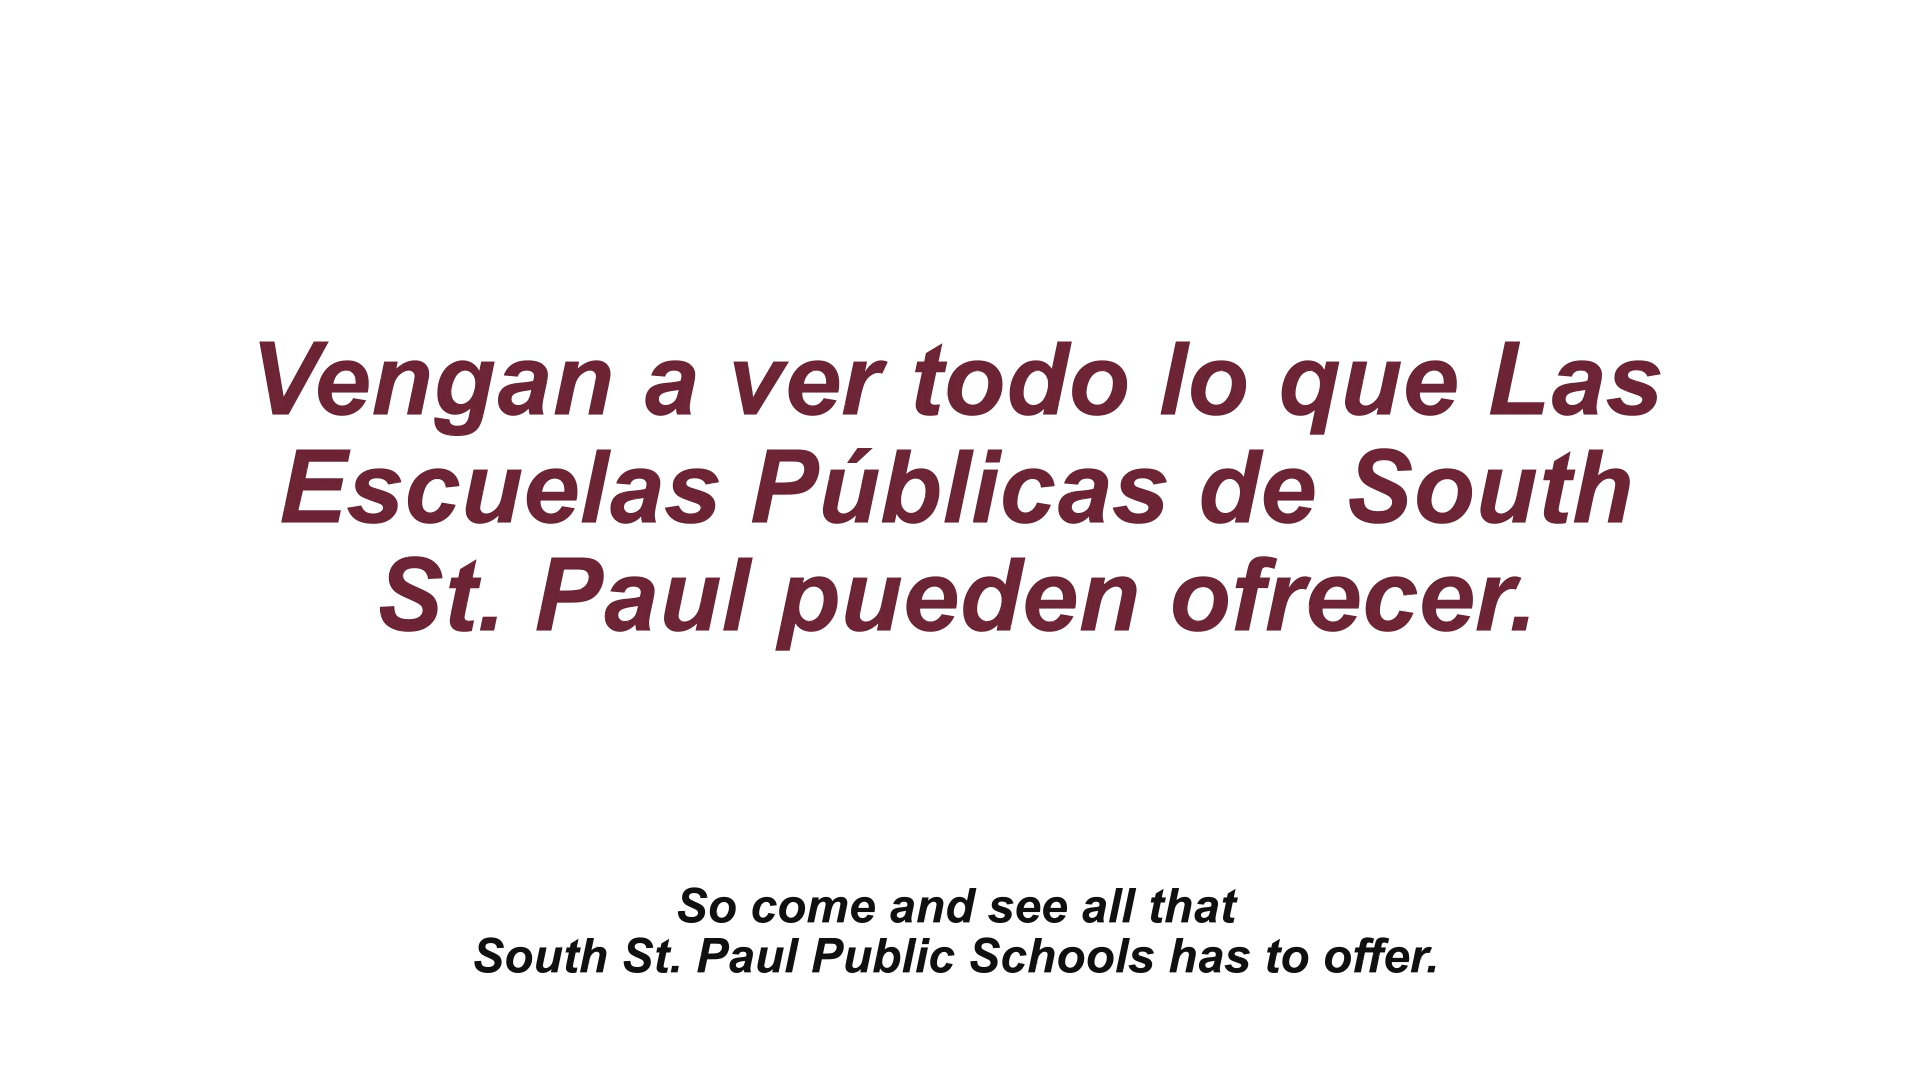 Vengan a ver todo lo que Las
Escuelas Públicas de South
St. Paul pueden ofrecer.
So come and see all that
South St. Paul Public Schools has to offer.